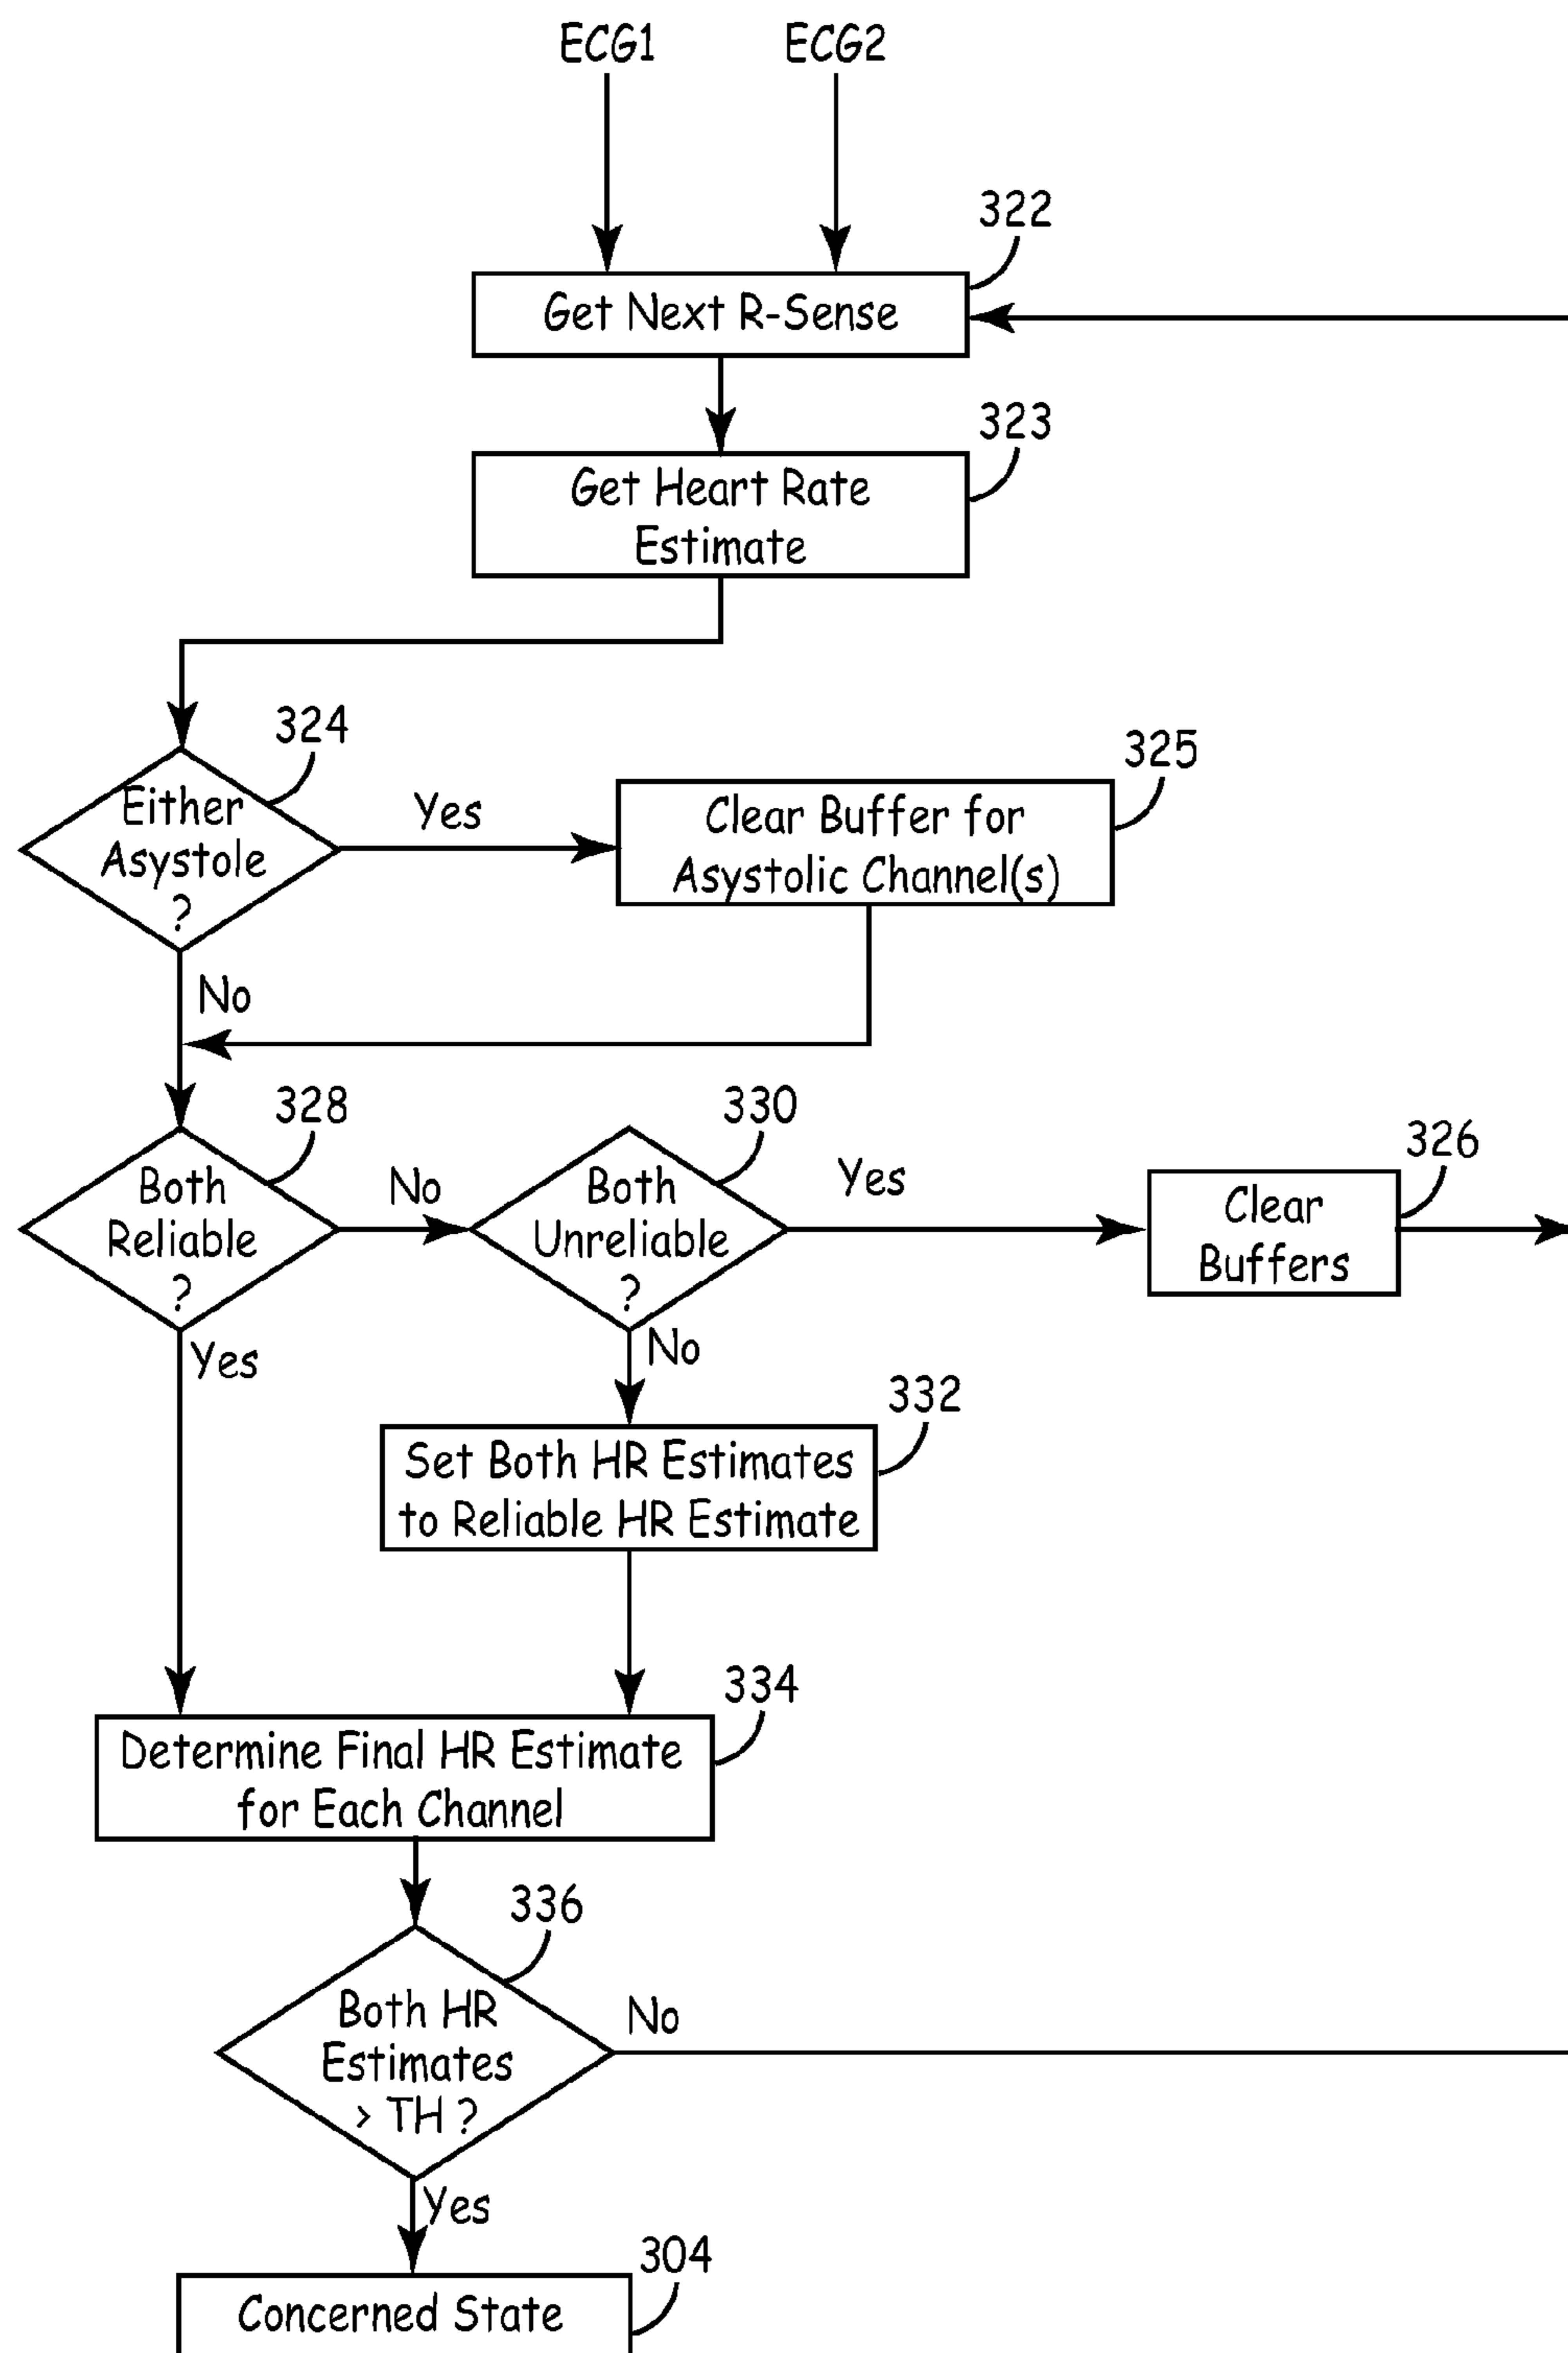 ECG1
ECG2
322
Get Next R-Sense
323
Get Heart Rate
Estimate
324
Either
Asystole
?
Yes
325
Clear Buffer for
Asystolic Channel(s)
No
328
Both
Reliable
?
No
330
Both
Unreliable
?
Yes
326
Clear
Buffers
Yes
No
332
Set Both HR Estimates
to Reliable HR Estimate
334
Determine Final HR Estimate
for Each Channel
336
Both HR
Estimates
> TH ?
No
Yes
304
Concerned State